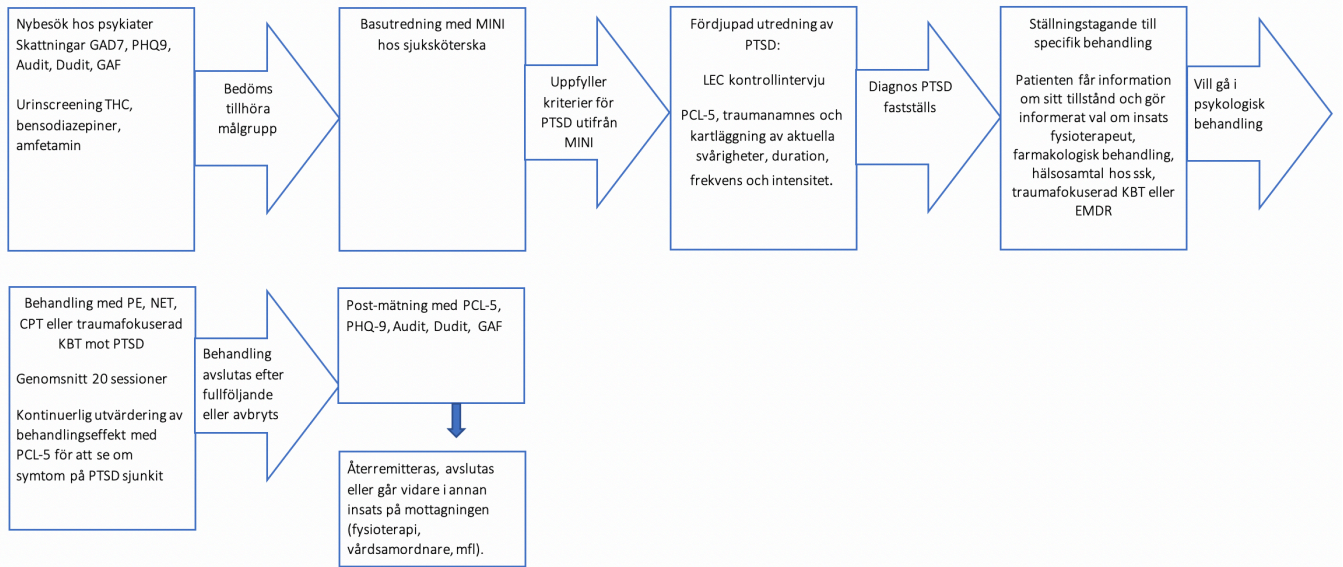 Nybesök hos psykiater
Skattningar GAD7, PHQ9,
Audit, Dudit, GAF
Urinscreening THC,
bensodiazepiner,
amfetamin
Bedöms
tillhöra
målgrupp
Basutredning med MINI
hos sjuksköterska
Uppfyller
kriterier för
PTSD utifrån
MINI
Fördjupad utredning av
PTSD:
LEC kontrollintervju
PCL-5, traumanamnes och
kartläggning av aktuella
svårigheter, duration,
frekvens och intensitet.
Diagnos PTSD
fastställs
Ställningstagande till
specifik behandling
Patienten får information
om sitt tillstånd och gör
informerat val om insats
fysioterapeut,
farmakologisk behandling,
hälsosamtal hos ssk,
traumafokuserad KBT eller
EMDR
Vill gå i
psykologisk
behandling
Behandling med PE, NET,
CPT eller traumafokuserad
KBT mot PTSD
Genomsnitt 20 sessioner
Kontinuerlig utvärdering av
behandlingseffekt med
PCL-5 för att se om
symtom på PTSD sjunkit
Behandling
avslutas efter
fullföljande
eller avbryts
Post-mätning med PCL-5,
PHQ-9, Audit, Dudit, GAF
Återremitteras, avslutas
eller går vidare i annan
insats på mottagningen
(fysioterapi,
vårdsamordnare, mfl).